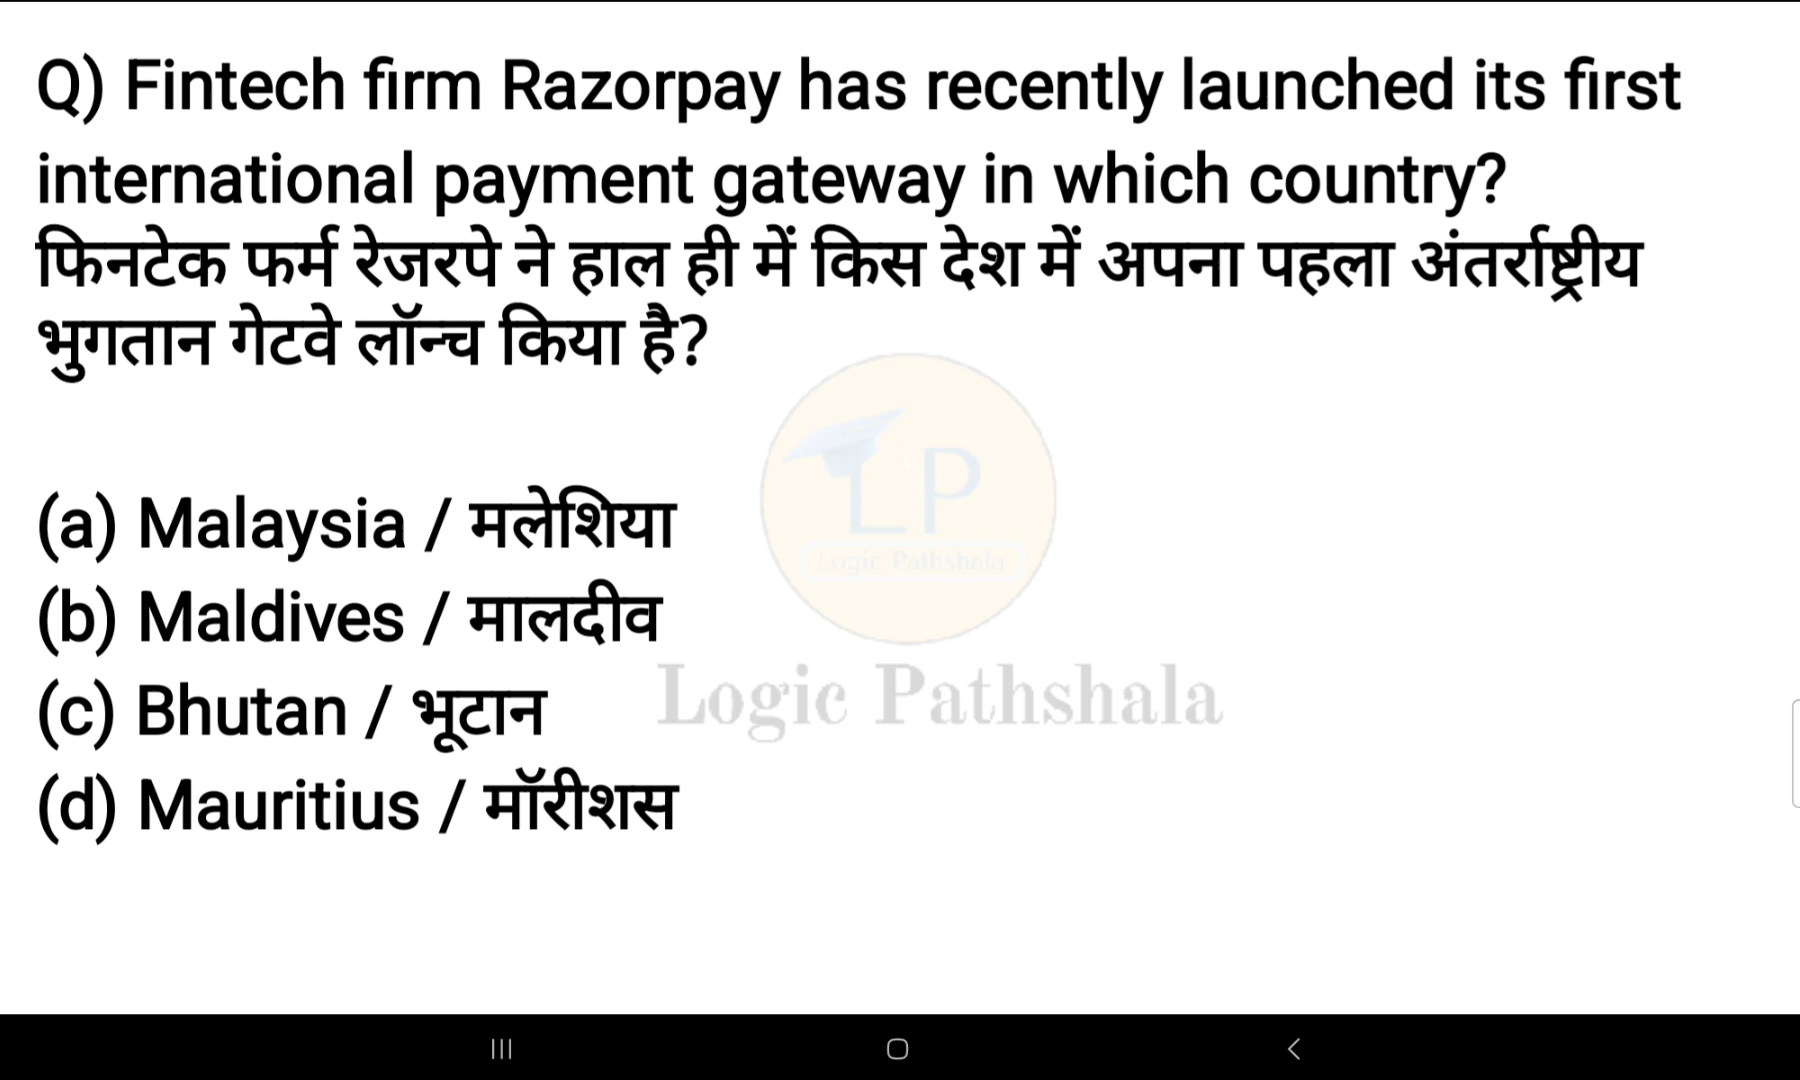 Q) Fintech firm Razorpay has recently launched its first
international payment gateway in which country?
फिनटेक फर्म रेजरपे ने हाल ही में किस देश में अपना पहला अंतर्राष्ट्रीय
भुगतान गेटवे लॉन्च किया है?
(a) Malaysia / मलेशिया
(b) Maldives / मालदीव
(c) Bhutan / भूटान
(d) Mauritius / मॉरीशस
LP
Logic Pathshala
Logic Pathshala